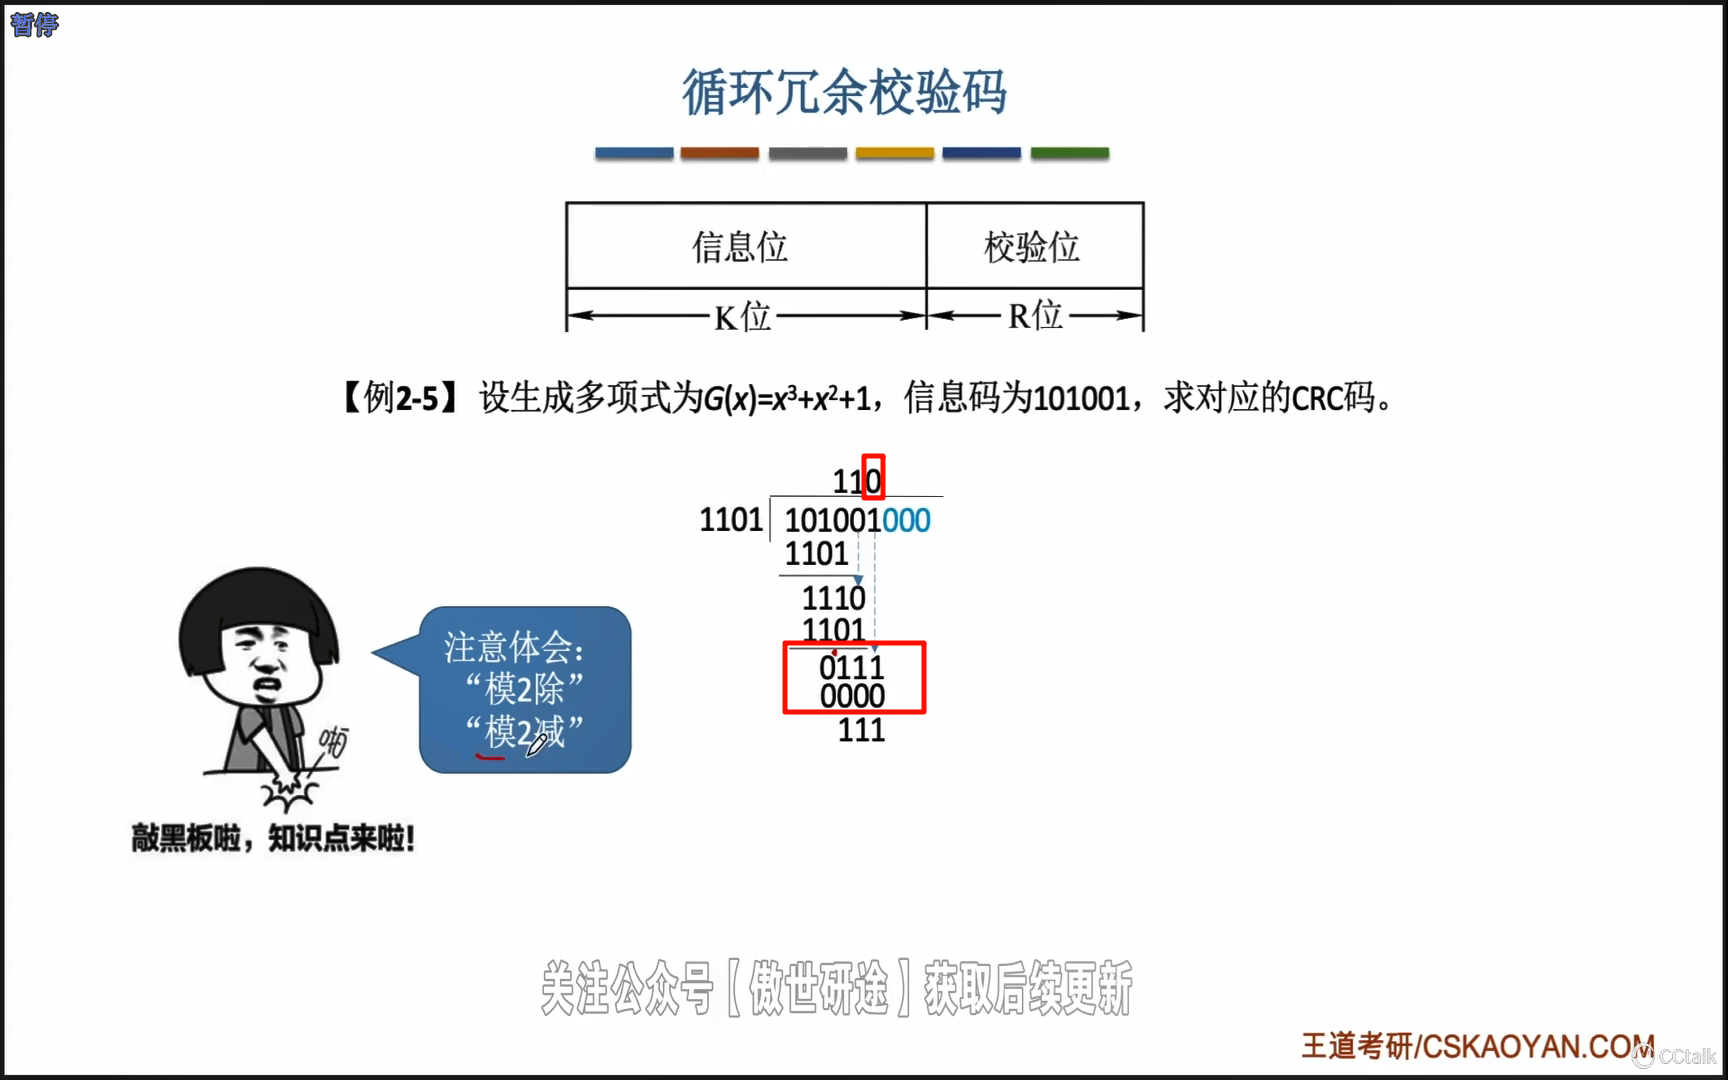 暂停
循环冗余校验码
信息位 校验位
K位 R位
【例2-5】 设生成多项式为G(x)=x³+x²+1，信息码为101001，求对应的CRC码。
110
1101 101001000
1101
1110
1101
0111
0000
111
注意体会：
“模2除”
“模2减”
啪
敲黑板啦，知识点来啦！
关注公众号【傲世研途】获取后续更新
王道考研/CSKAOYAN.COM
CCtalk